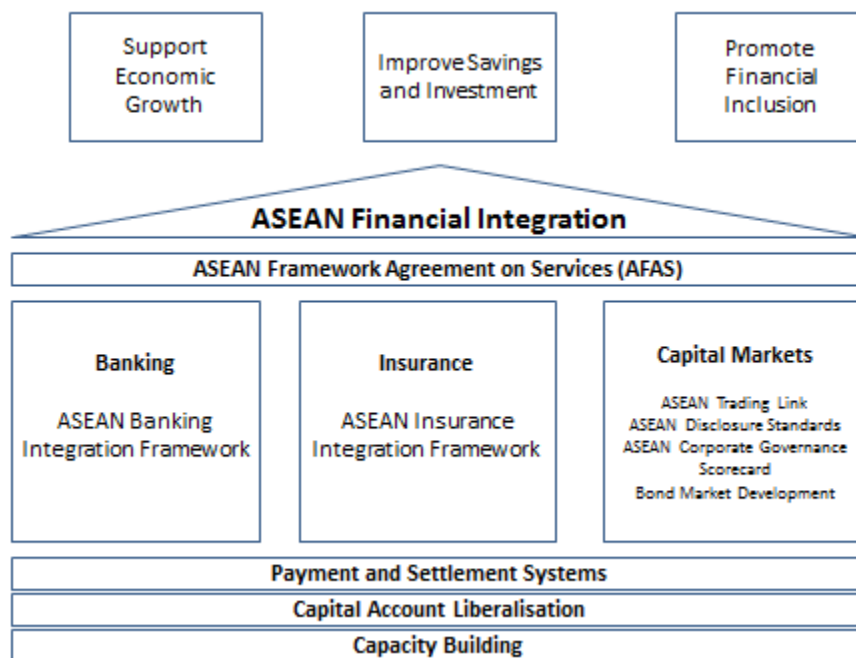 Support
Economic
Growth
Improve Savings
and Investment
Promote
Financial
Inclusion
ASEAN Financial Integration
ASEAN Framework Agreement on Services (AFAS)
Banking
ASEAN Banking
Integration Framework
Insurance
ASEAN Insurance
Integration Framework
Capital Markets
ASEAN Trading Link
ASEAN Disclosure Standards
ASEAN Corporate Governance
Scorecard
Bond Market Development
Payment and Settlement Systems
Capital Account Liberalisation
Capacity Building